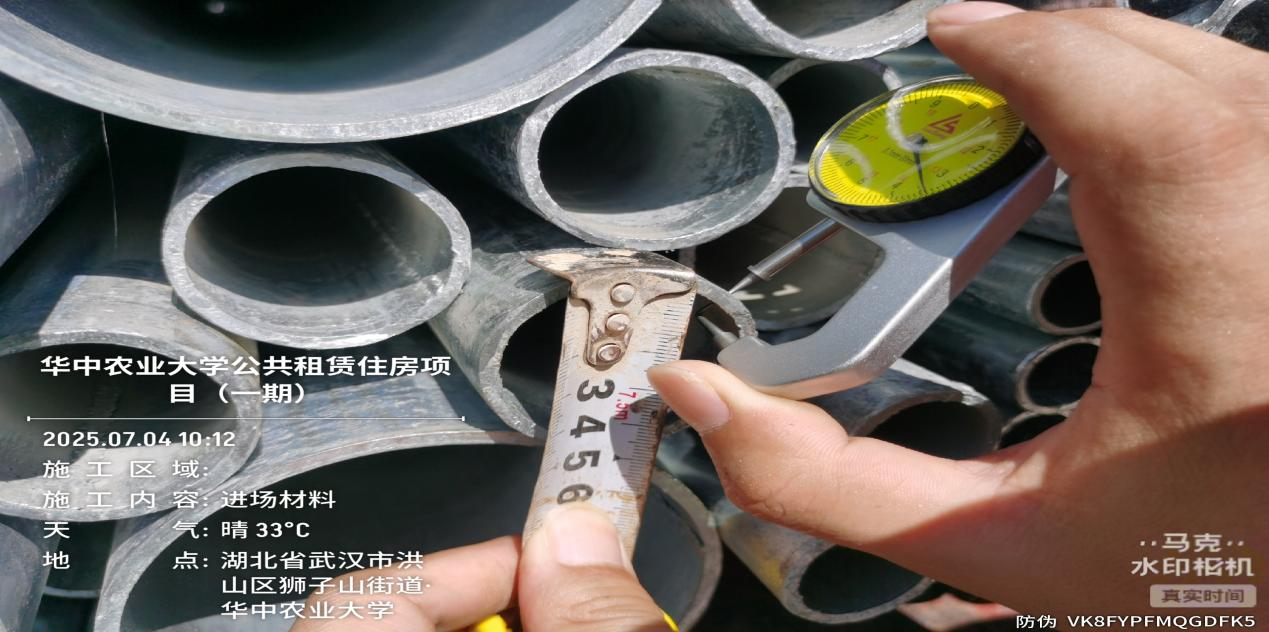 华中农业大学公共租赁住房项
目（一期）
2025.07.04 10:12
施工区域:
施工内容: 进场材料
天气: 晴 33°C
地点: 湖北省武汉市洪
山区狮子山街道·
华中农业大学
3 4 5 6
7.5m
马克
水印相机
真实时间
防伪 VK8FYPFMQGDFK5